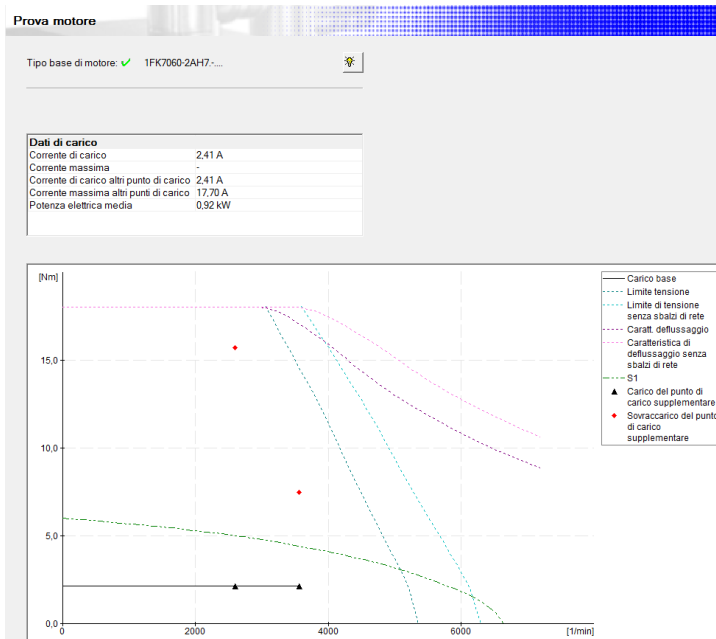 Prova motore
Tipo base di motore: 1FK7060-2AH7.-....
Dati di carico
Corrente di carico 2,41 A
Corrente massima -
Corrente di carico altri punto di carico 2,41 A
Corrente massima altri punti di carico 17,70 A
Potenza elettrica media 0,92 kW
[Nm]
15,0
10,0
5,0
0,0
0 2000 4000 6000 [1/min]
Carico base
Limite tensione
Limite di tensione
senza sbalzi di rete
Caratt. deflussaggio
Caratteristica di
deflussaggio senza
sbalzi di rete
S1
Carico del punto di
carico supplementare
Sovraccarico del punto
di carico
supplementare